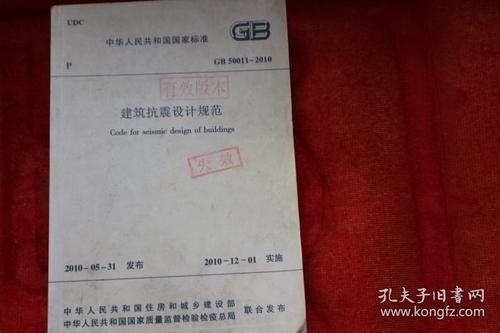 UDC
中华人民共和国国家标准
GB
P
GB 50011-2010
有效版本
建筑抗震设计规范
Code for seismic design of buildings
失效
2010-05-31 发布
2010-12-01 实施
中华人民共和国住房和城乡建设部
中华人民共和国国家质量监督检验检疫总局
联合发布
孔夫子旧书网
kongfz.com